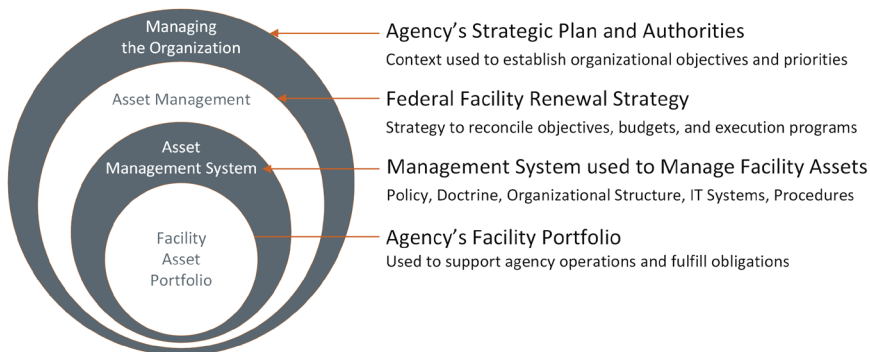 Managing
the Organization
Agency’s Strategic Plan and Authorities
Context used to establish organizational objectives and priorities
Asset Management
Federal Facility Renewal Strategy
Strategy to reconcile objectives, budgets, and execution programs
Asset
Management System
Management System used to Manage Facility Assets
Policy, Doctrine, Organizational Structure, IT Systems, Procedures
Facility
Asset
Portfolio
Agency’s Facility Portfolio
Used to support agency operations and fulfill obligations